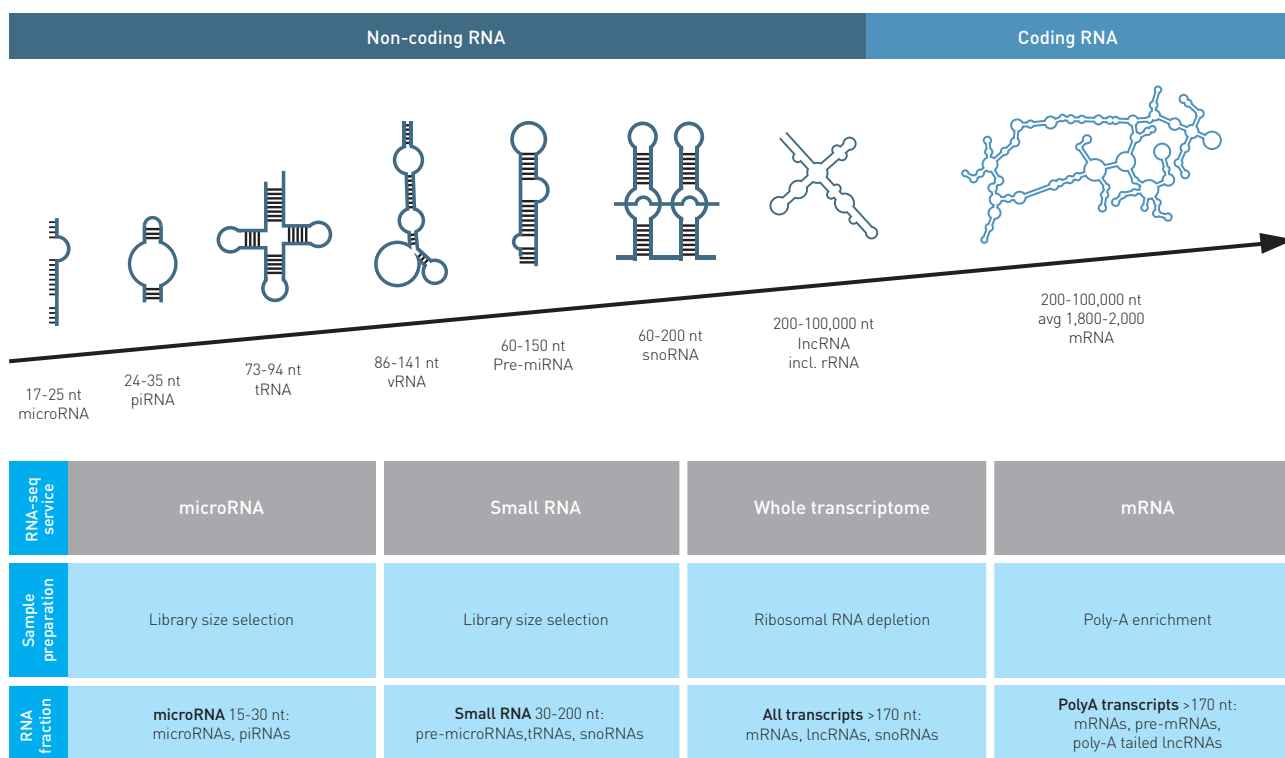 Non-coding RNA
Coding RNA
17-25 nt
microRNA
24-35 nt
piRNA
73-94 nt
tRNA
86-141 nt
vRNA
60-150 nt
Pre-miRNA
60-200 nt
snoRNA
200-100,000 nt
lncRNA
incl. rRNA
200-100,000 nt
avg 1,800-2,000
mRNA
RNA-seq
service
microRNA
Small RNA
Whole transcriptome
mRNA
Sample
preparation
Library size selection
Library size selection
Ribosomal RNA depletion
Poly-A enrichment
RNA
fraction
microRNA 15-30 nt:
microRNAs, piRNAs
Small RNA 30-200 nt:
pre-microRNAs,tRNAs, snoRNAs
All transcripts >170 nt:
mRNAs, lncRNAs, snoRNAs
PolyA transcripts >170 nt:
mRNAs, pre-mRNAs,
poly-A tailed lncRNAs